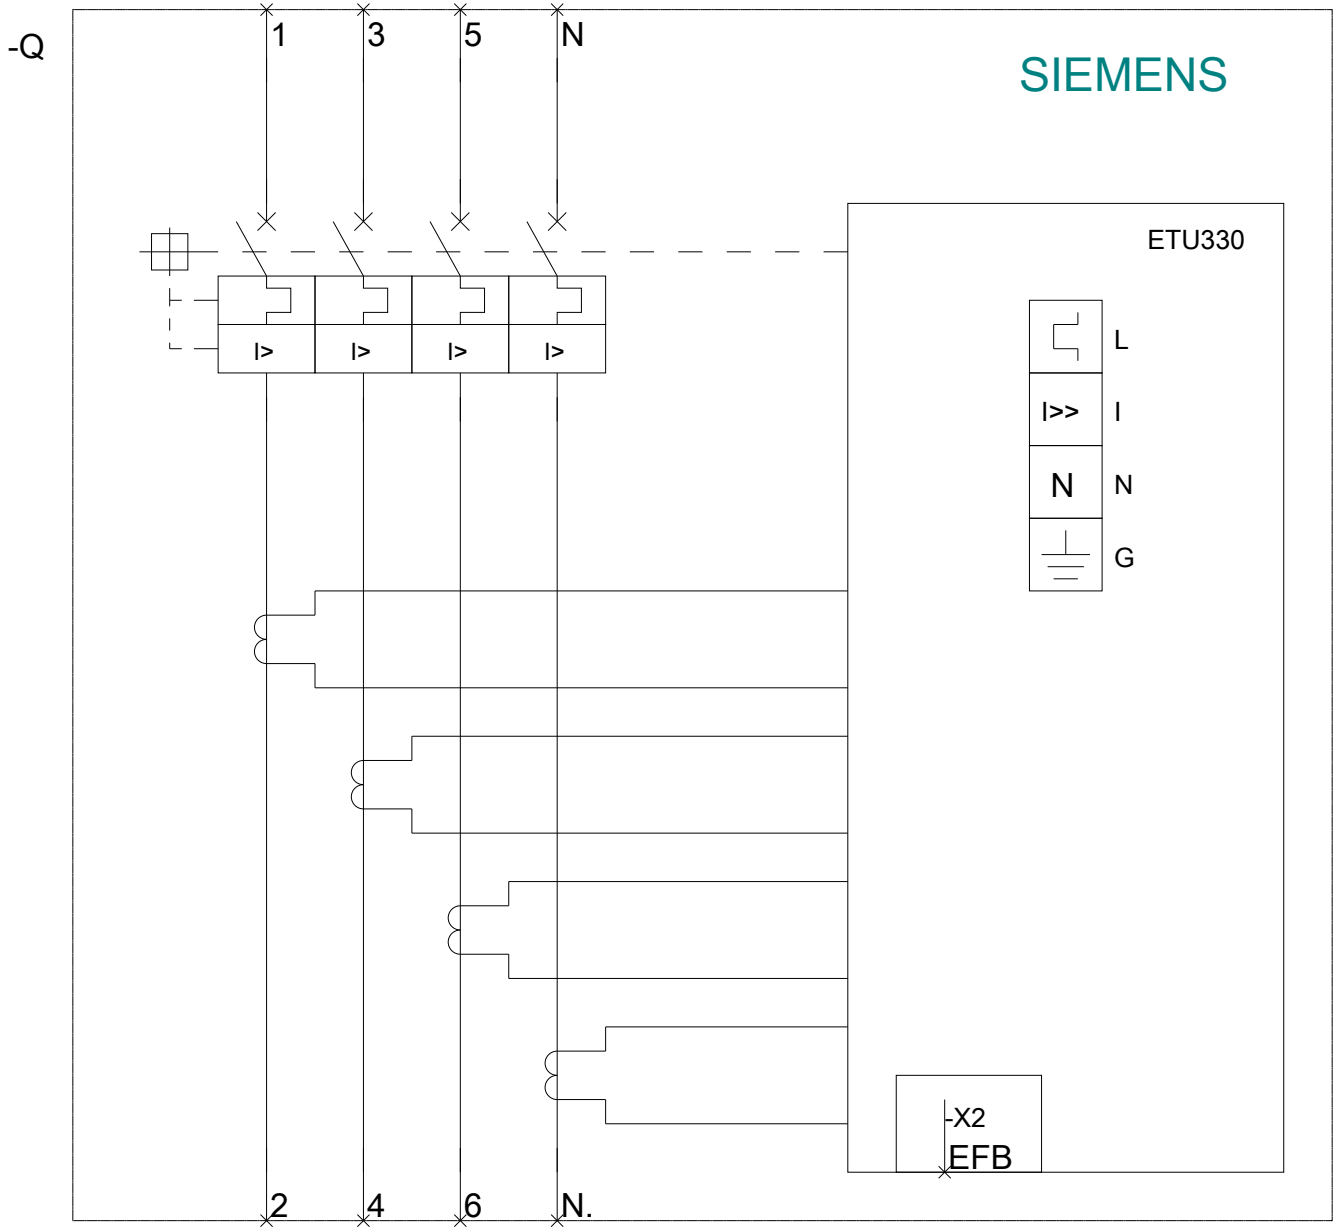 -Q
1 3 5 N
SIEMENS
ETU330
I> I> I> I>
L
I>> I
N N
G
-X2
EFB
2 4 6 N.